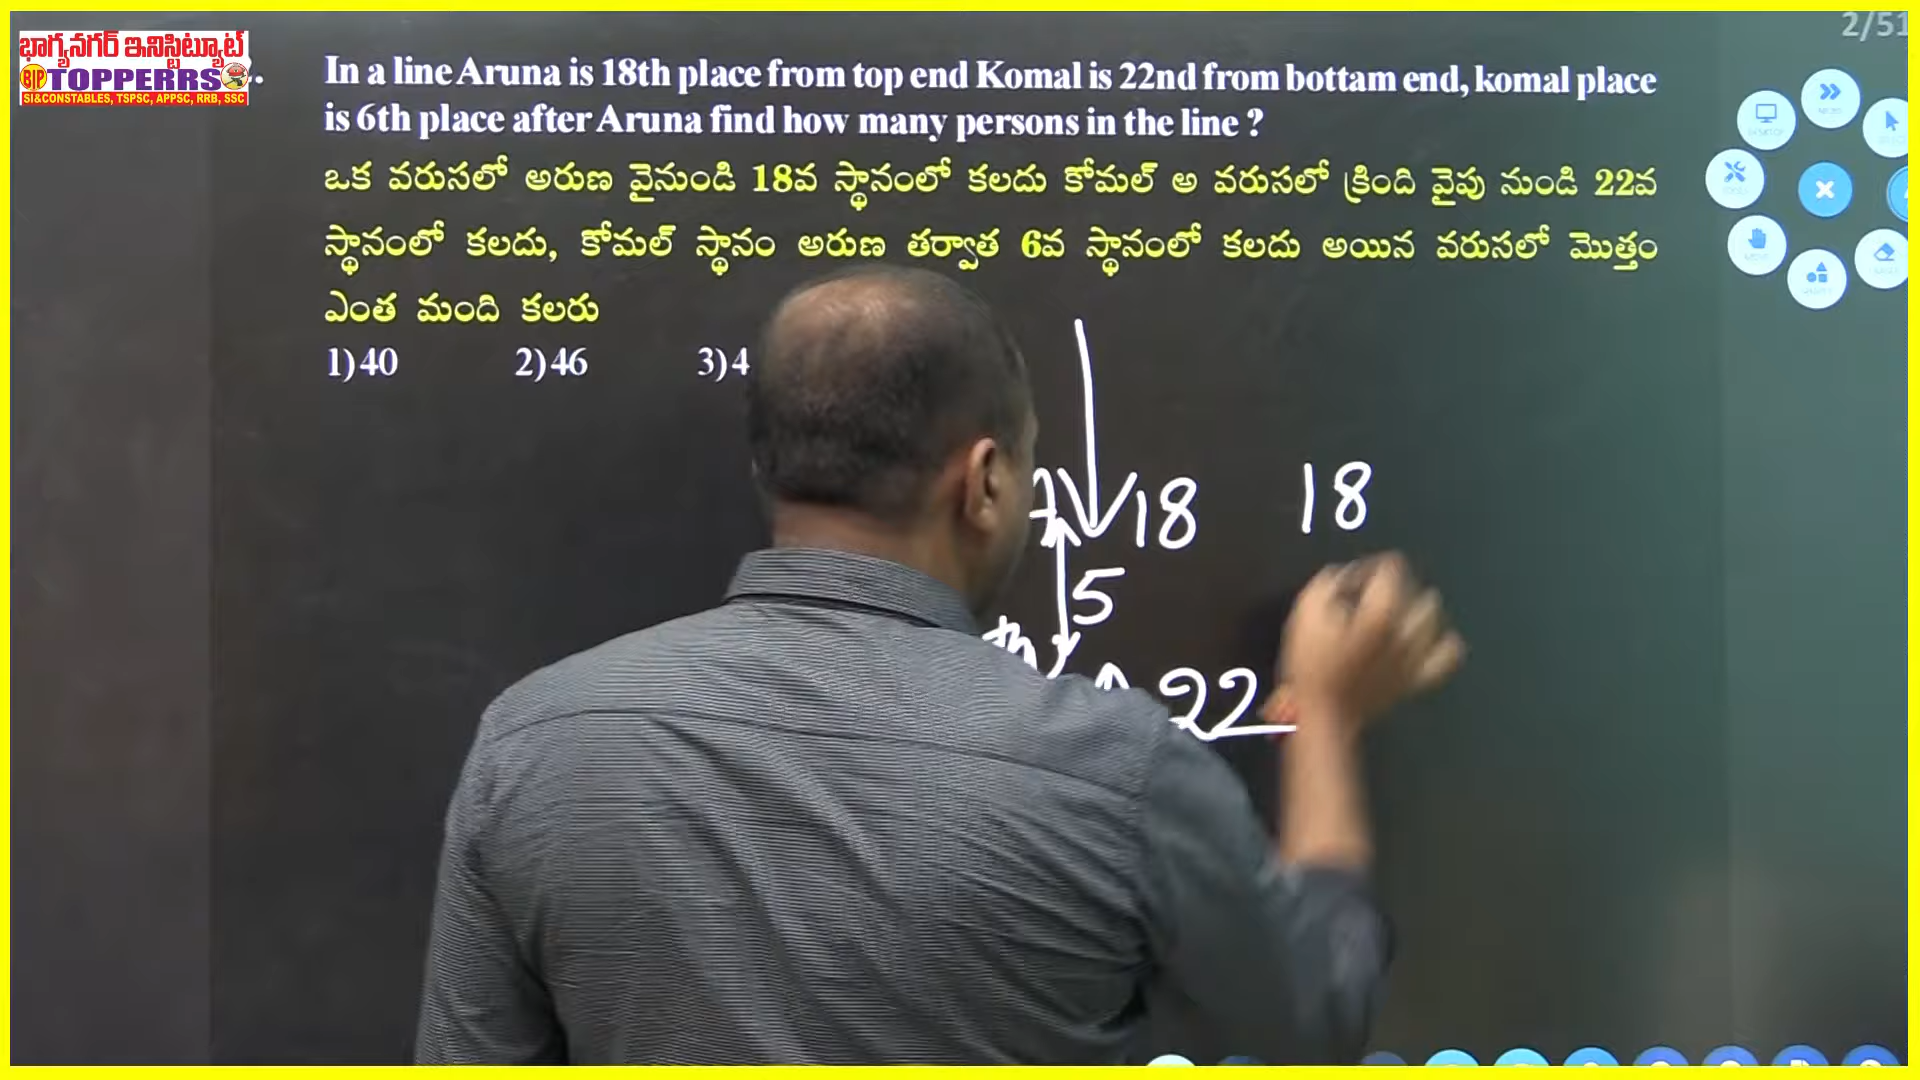 2/51
భాగ్యనగర్ ఇనిస్టిట్యూట్
BIP TOPPERRS
SI&CONSTABLES, TSPSC, APPSC, RRB, SSC
In a line Aruna is 18th place from top end Komal is 22nd from bottam end, komal place
is 6th place after Aruna find how many persons in the line ?
ఒక వరుసలో అరుణ వైనుండి 18వ స్థానంలో కలదు కోమల్ అ వరుసలో క్రింది వైపు నుండి 22వ
స్థానంలో కలదు, కోమల్ స్థానం అరుణ తర్వాత 6వ స్థానంలో కలదు అయిన వరుసలో మొత్తం
ఎంత మంది కలరు
1)40 2)46 3)4
18 18
5
22